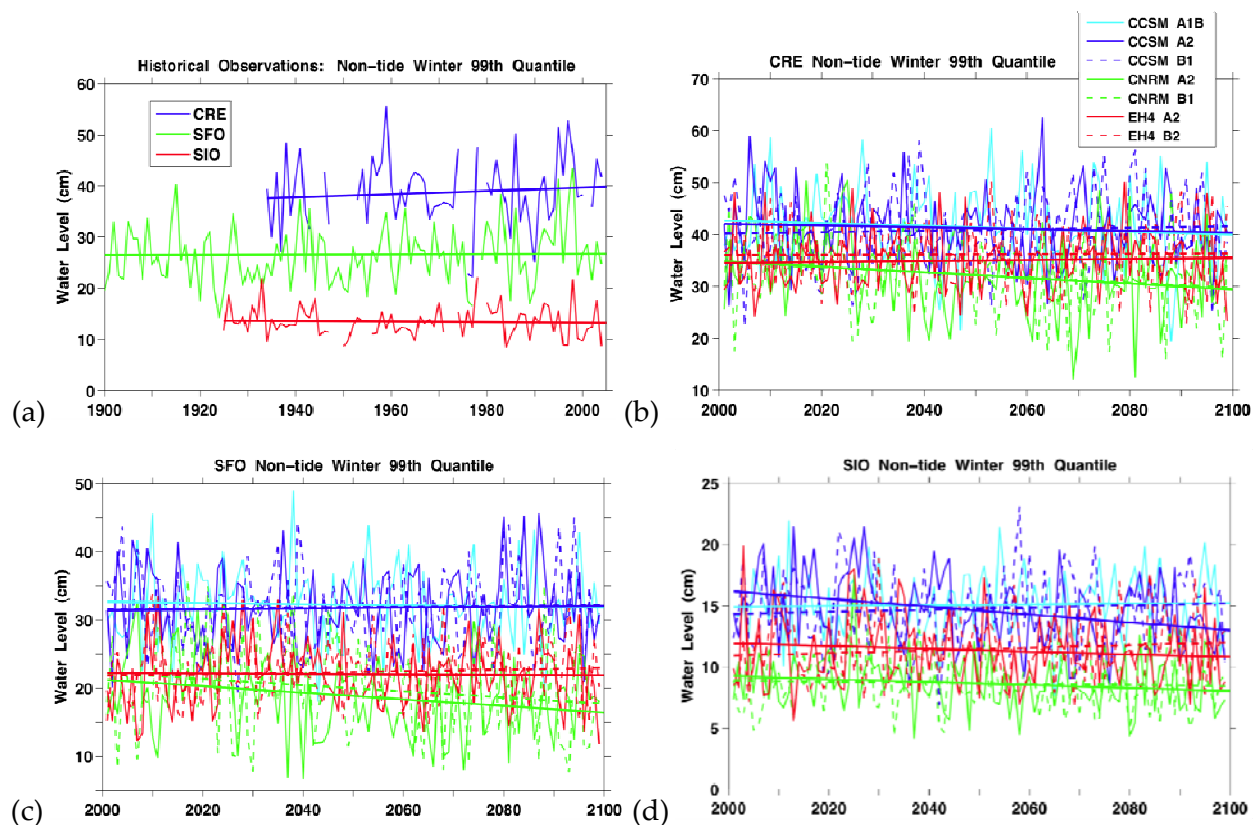 Historical Observations: Non-tide Winter 99th Quantile
60
50
40
30
20
10
0
Water Level (cm)
CRE
SFO
SIO
1900
1920
1940
1960
1980
2000
(a)
CRE Non-tide Winter 99th Quantile
CCSM A1B
CCSM A2
CCSM B1
CNRM A2
CNRM B1
EH4 A2
EH4 B2
70
60
50
40
30
20
10
Water Level (cm)
2000
2020
2040
2060
2080
2100
(b)
SFO Non-tide Winter 99th Quantile
50
40
30
20
10
Water Level (cm)
2000
2020
2040
2060
2080
2100
(c)
SIO Non-tide Winter 99th Quantile
25
20
15
10
5
0
Water Level (cm)
2000
2020
2040
2060
2080
2100
(d)